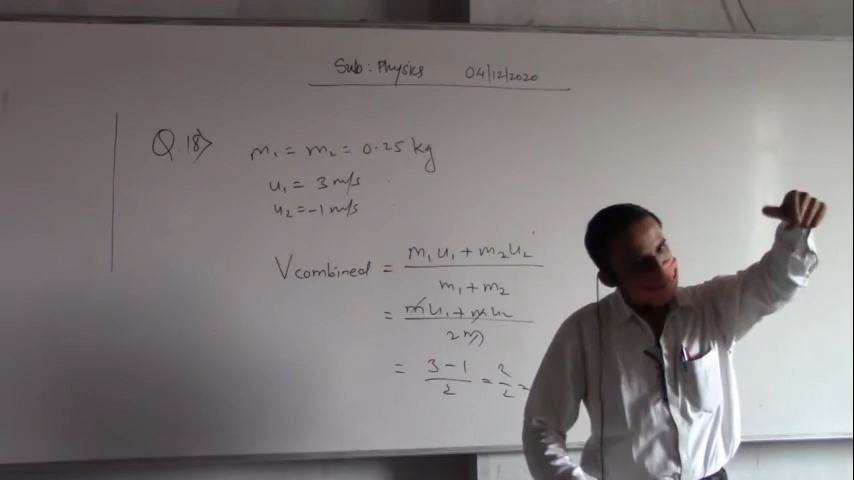 Sub: Physics 04/12/2020
Q.18> m₁ = m₂ = 0.25 kg
u₁ = 3 m/s
u₂ = -1 m/s
Vcombined = m₁u₁ + m₂u₂ / m₁ + m₂
= mu₁ + mu₂ / 2m
= 3 - 1 / 2 = 2 / 2 =